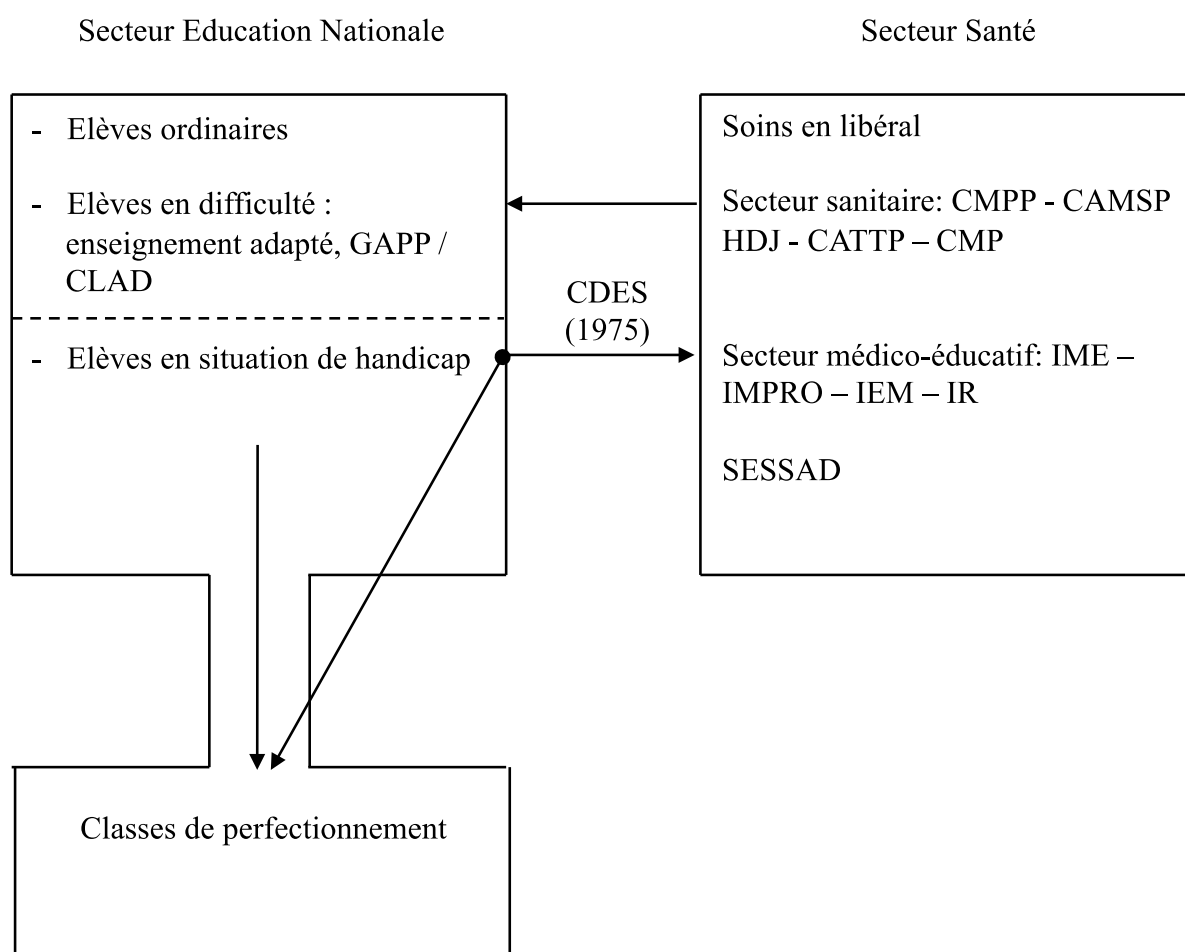 Secteur Education Nationale
Secteur Santé
- Elèves ordinaires
- Elèves en difficulté :
enseignement adapté, GAPP /
CLAD
- Elèves en situation de handicap
CDES
(1975)
Soins en libéral
Secteur sanitaire: CMPP - CAMSP
HDJ - CATTP – CMP
Secteur médico-éducatif: IME –
IMPRO – IEM – IR
SESSAD
Classes de perfectionnement